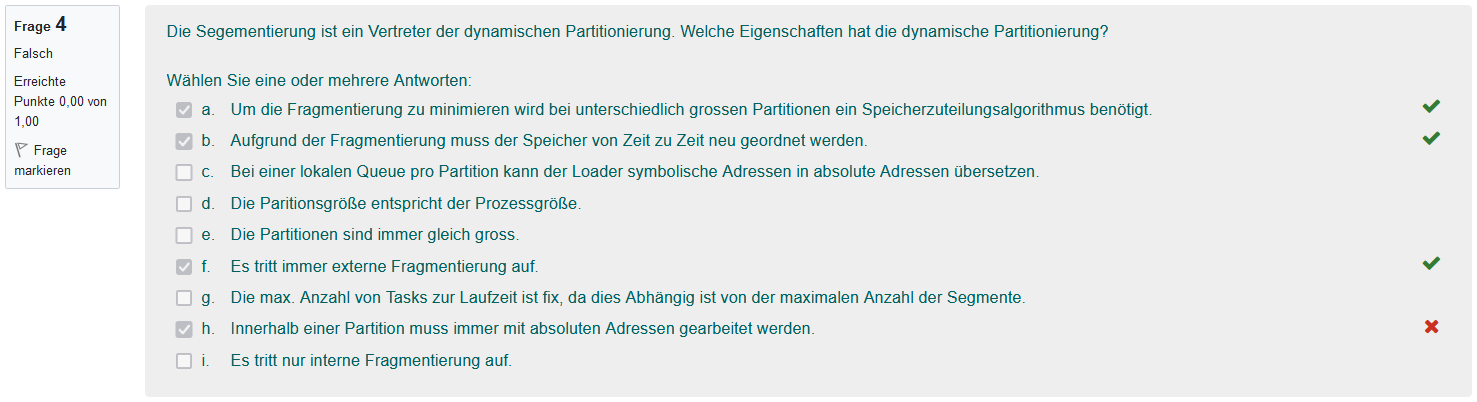 Frage 4
Falsch
Erreichte
Punkte 0,00 von
1,00
Frage
markieren
Die Segementierung ist ein Vertreter der dynamischen Partitionierung. Welche Eigenschaften hat die dynamische Partitionierung?
Wählen Sie eine oder mehrere Antworten:
a. Um die Fragmentierung zu minimieren wird bei unterschiedlich grossen Partitionen ein Speicherzuteilungsalgorithmus benötigt.
b. Aufgrund der Fragmentierung muss der Speicher von Zeit zu Zeit neu geordnet werden.
c. Bei einer lokalen Queue pro Partition kann der Loader symbolische Adressen in absolute Adressen übersetzen.
d. Die Paritionsgröße entspricht der Prozessgröße.
e. Die Partitionen sind immer gleich gross.
f. Es tritt immer externe Fragmentierung auf.
g. Die max. Anzahl von Tasks zur Laufzeit ist fix, da dies Abhängig ist von der maximalen Anzahl der Segmente.
h. Innerhalb einer Partition muss immer mit absoluten Adressen gearbeitet werden.
i. Es tritt nur interne Fragmentierung auf.